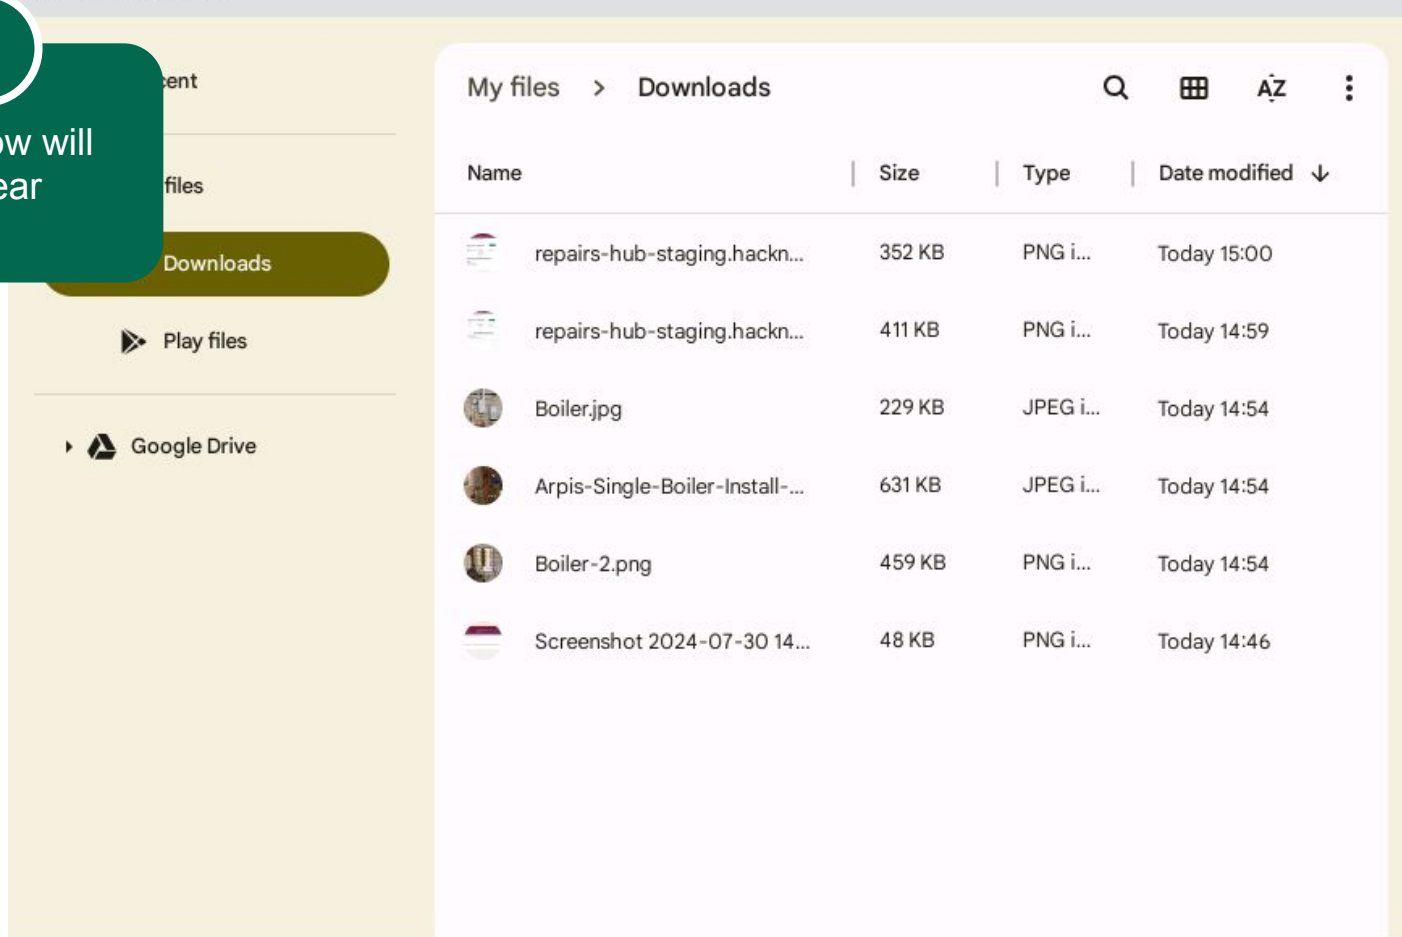 ow will
ear
cent
files
Downloads
Play files
Google Drive
My files > Downloads
AZ
Name Size Type Date modified
repairs-hub-staging.hackn... 352 KB PNG i... Today 15:00
repairs-hub-staging.hackn... 411 KB PNG i... Today 14:59
Boiler.jpg 229 KB JPEG i... Today 14:54
Arpis-Single-Boiler-Install-... 631 KB JPEG i... Today 14:54
Boiler-2.png 459 KB PNG i... Today 14:54
Screenshot 2024-07-30 14... 48 KB PNG i... Today 14:46